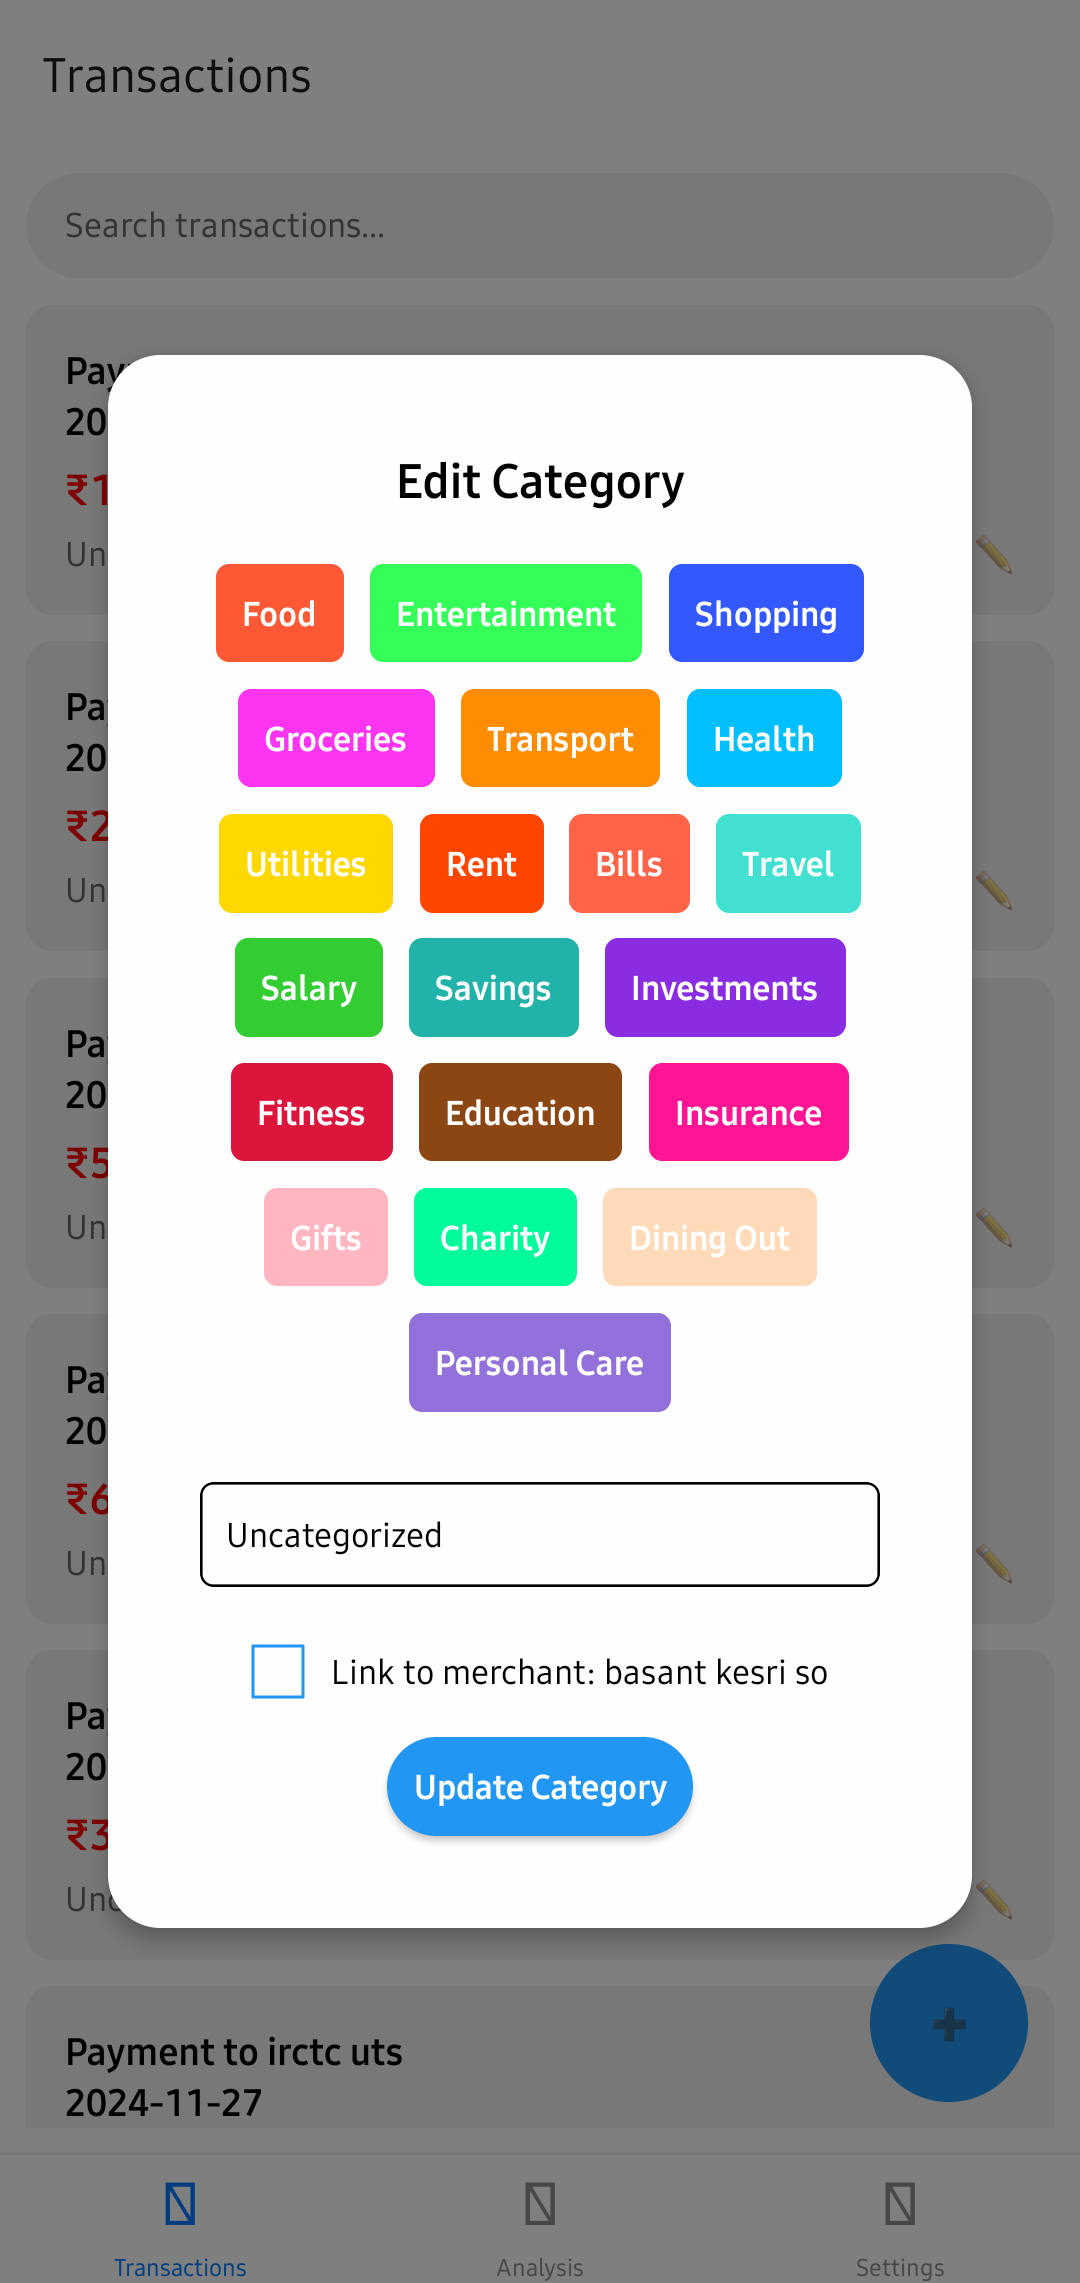 Transactions
Search transactions...
Pay
20
₹1
Un
Edit Category
Food Entertainment Shopping
Groceries Transport Health
Pa
20
₹2
Un
Utilities Rent Bills Travel
Salary Savings Investments
Pa
20
₹5
Un
Fitness Education Insurance
Gifts Charity Dining Out
Personal Care
Pa
20
₹6
Un
Uncategorized
Link to merchant: basant kesri so
Pa
20
Update Category
₹3
Unc
+
Payment to irctc uts
2024-11-27
Transactions Analysis Settings